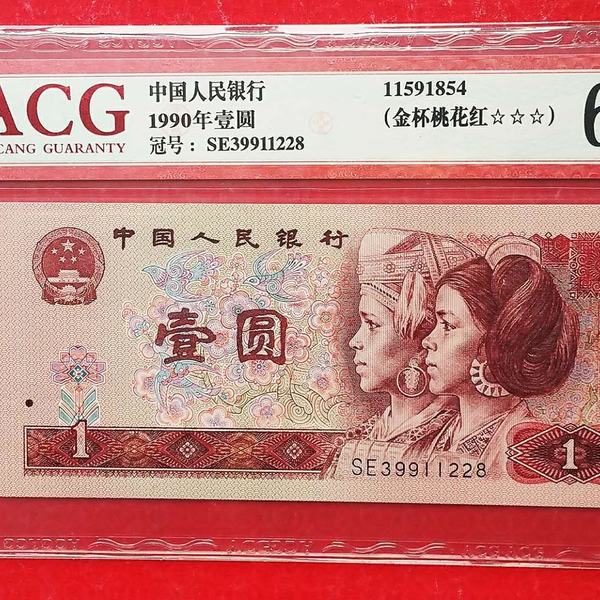 ACG
CANG GUARANTY
中国人民银行
1990年壹圆
冠号：SE39911228
11591854
（金杯桃花红☆☆☆）
6
中国人民银行
壹圆
1
SE39911228
1